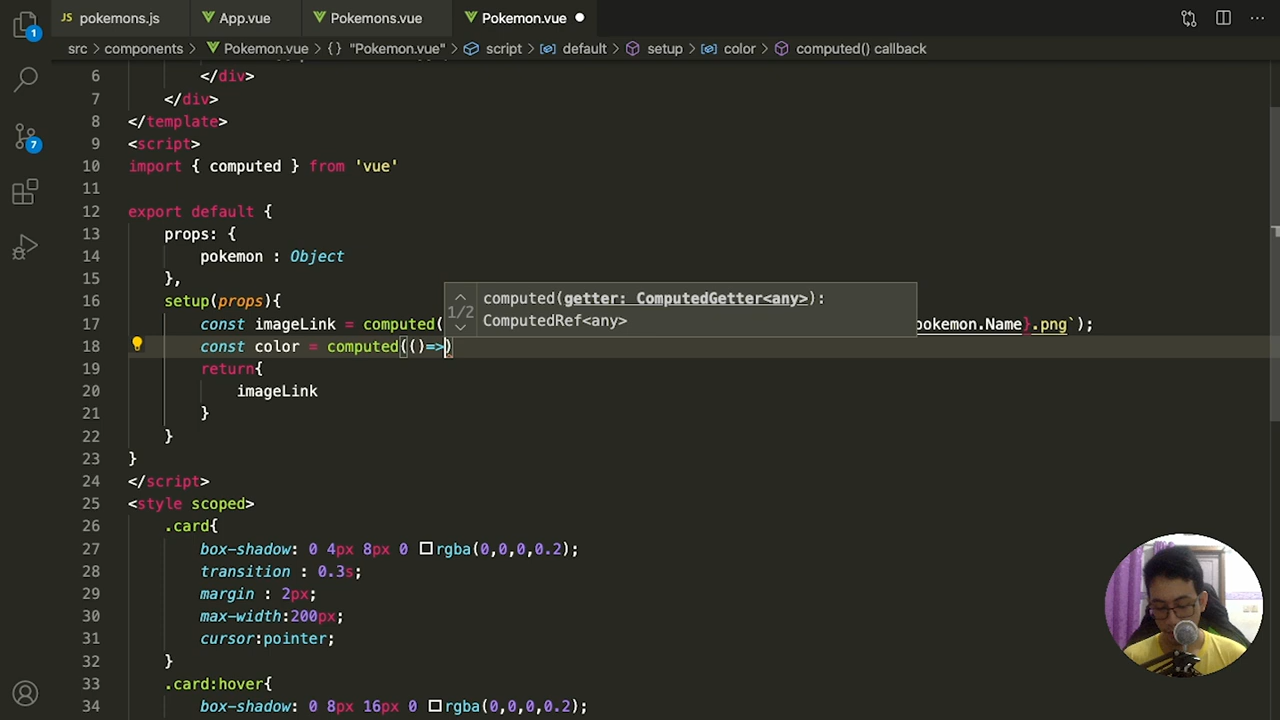 JS pokemons.js App.vue Pokemons.vue Pokemon.vue
src > components > Pokemon.vue > {} "Pokemon.vue" > script > default > setup > color > computed() callback
1
7
6 </div>
7 </div>
8 </template>
9 <script>
10 import { computed } from 'vue'
11
12 export default {
13 props: {
14 pokemon : Object
15 },
16 setup(props){
computed(getter: ComputedGetter<any>):
1/2 ComputedRef<any>
17 const imageLink = computed( pokemon.Name}.png`);
18 const color = computed(()=>)
19 return{
20 imageLink
21 }
22 }
23 }
24 </script>
25 <style scoped>
26 .card{
27 box-shadow: 0 4px 8px 0 rgba(0,0,0,0.2);
28 transition : 0.3s;
29 margin : 2px;
30 max-width:200px;
31 cursor:pointer;
32 }
33 .card:hover{
34 box-shadow: 0 8px 16px 0 rgba(0,0,0,0.2);